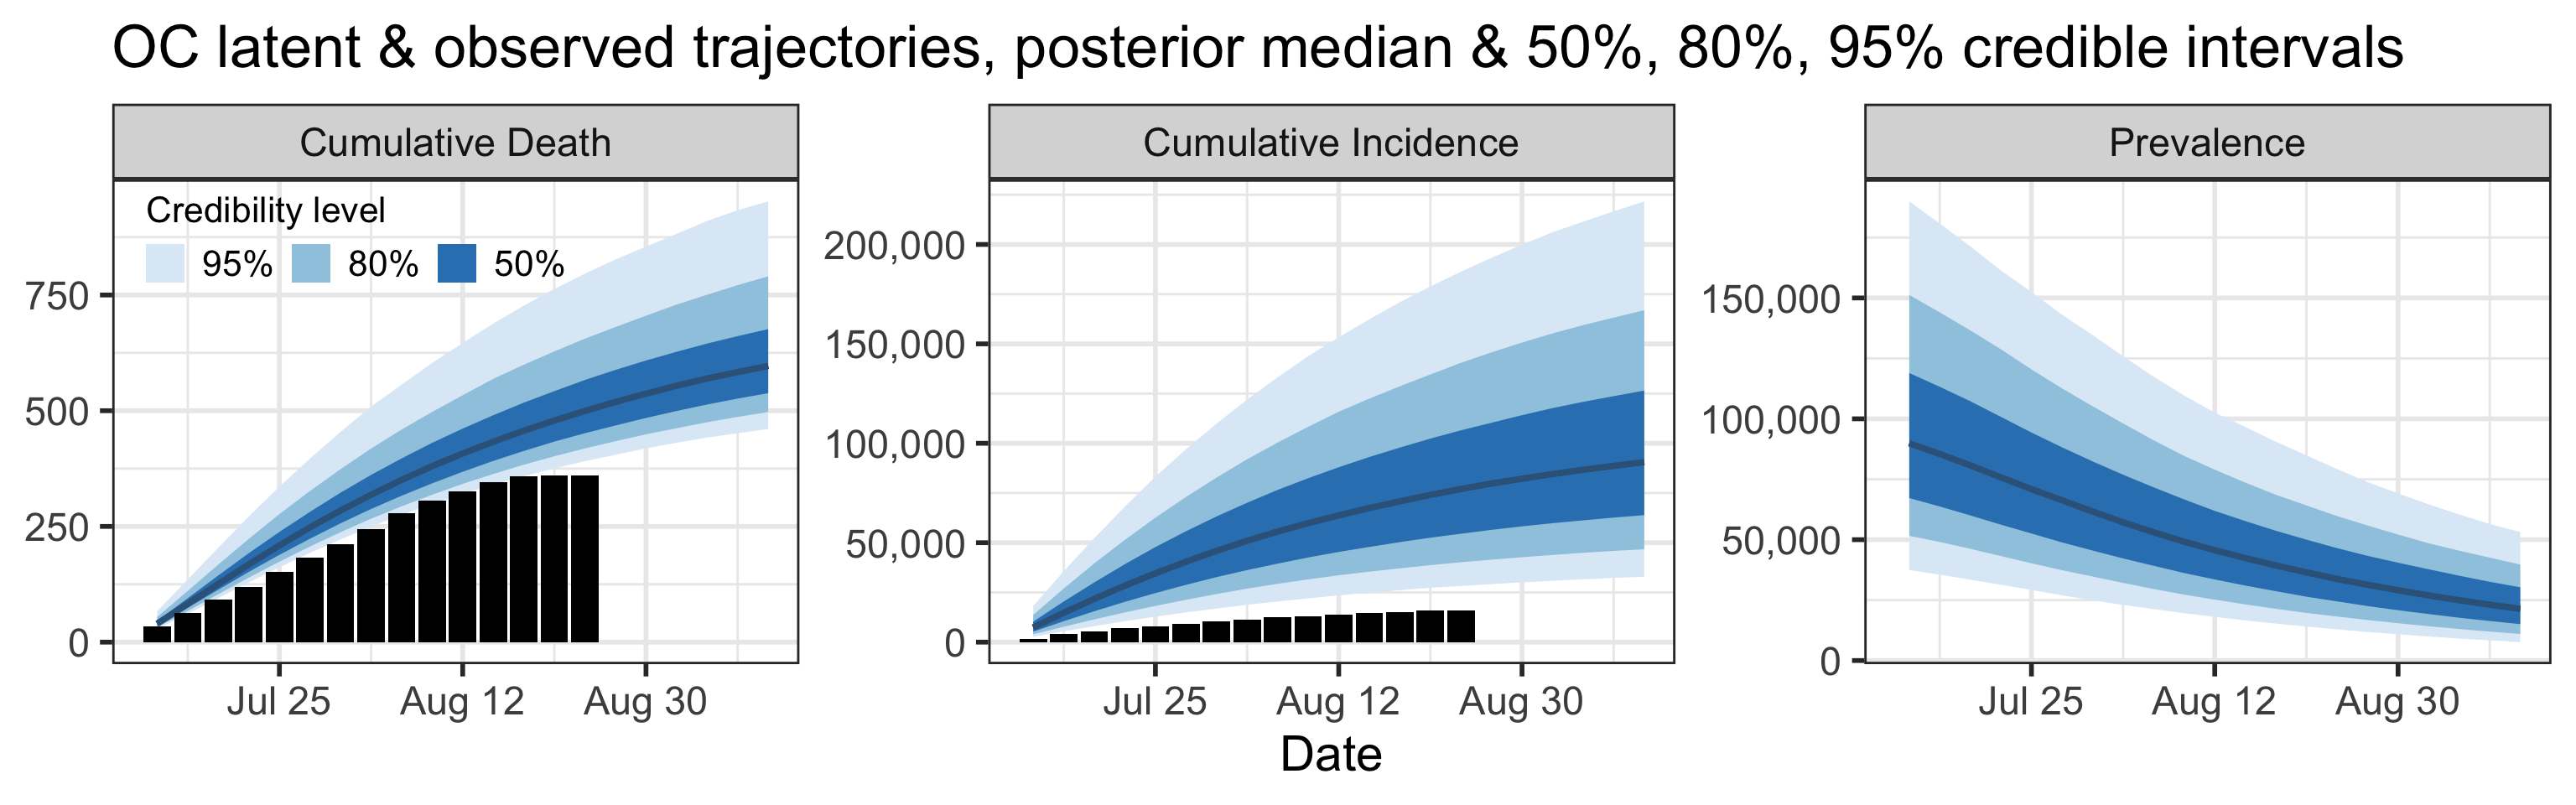 OC latent & observed trajectories, posterior median & 50%, 80%, 95% credible intervals
Cumulative Death
Credibility level
95% 80% 50%
750
500
250
0
Jul 25 Aug 12 Aug 30
Cumulative Incidence
200,000
150,000
100,000
50,000
0
Jul 25 Aug 12 Aug 30
Prevalence
150,000
100,000
50,000
0
Jul 25 Aug 12 Aug 30
Date